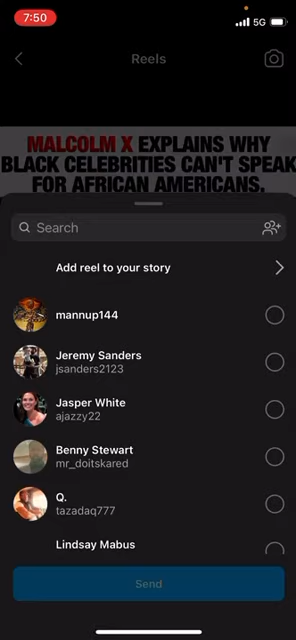 7:50
5G
Reels
MALCOLM X EXPLAINS WHY
BLACK CELEBRITIES CAN'T SPEAK
FOR AFRICAN AMERICANS.
Search
Add reel to your story
mannup144
Jeremy Sanders
jsanders2123
Jasper White
ajazzy22
Benny Stewart
mr_doitskared
Q.
tazadaq777
Lindsay Mabus
Send